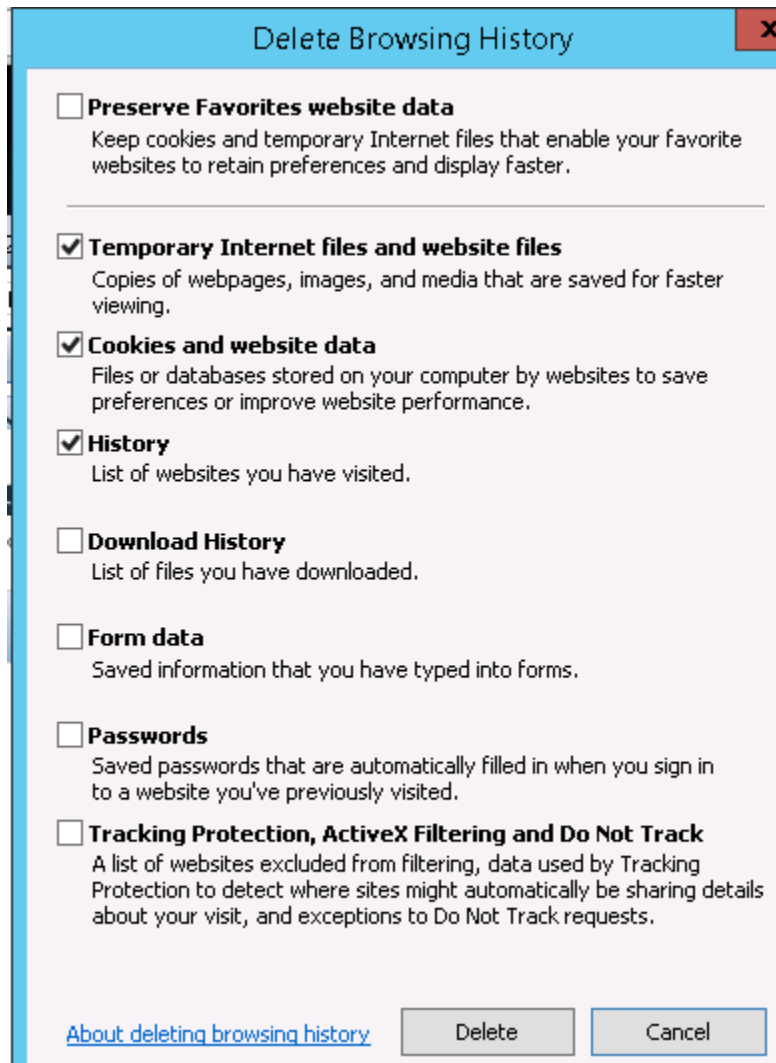 Delete Browsing History
x
Preserve Favorites website data
Keep cookies and temporary Internet files that enable your favorite
websites to retain preferences and display faster.
Temporary Internet files and website files
Copies of webpages, images, and media that are saved for faster
viewing.
Cookies and website data
Files or databases stored on your computer by websites to save
preferences or improve website performance.
History
List of websites you have visited.
Download History
List of files you have downloaded.
Form data
Saved information that you have typed into forms.
Passwords
Saved passwords that are automatically filled in when you sign in
to a website you've previously visited.
Tracking Protection, ActiveX Filtering and Do Not Track
A list of websites excluded from filtering, data used by Tracking
Protection to detect where sites might automatically be sharing details
about your visit, and exceptions to Do Not Track requests.
About deleting browsing history
Delete
Cancel